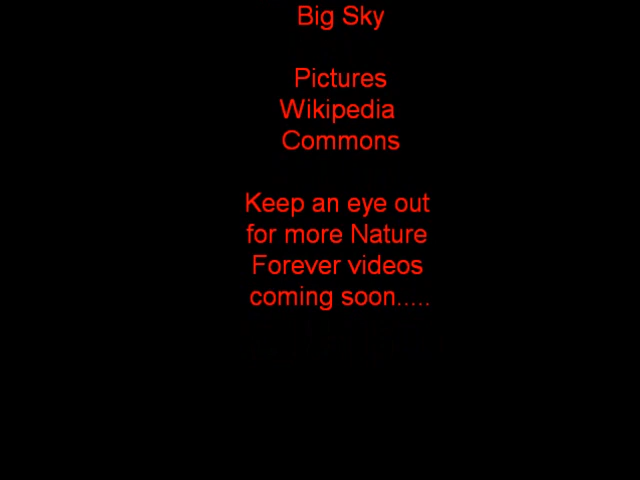 Big Sky
Pictures
Wikipedia
Commons
Keep an eye out
for more Nature
Forever videos
coming soon.....